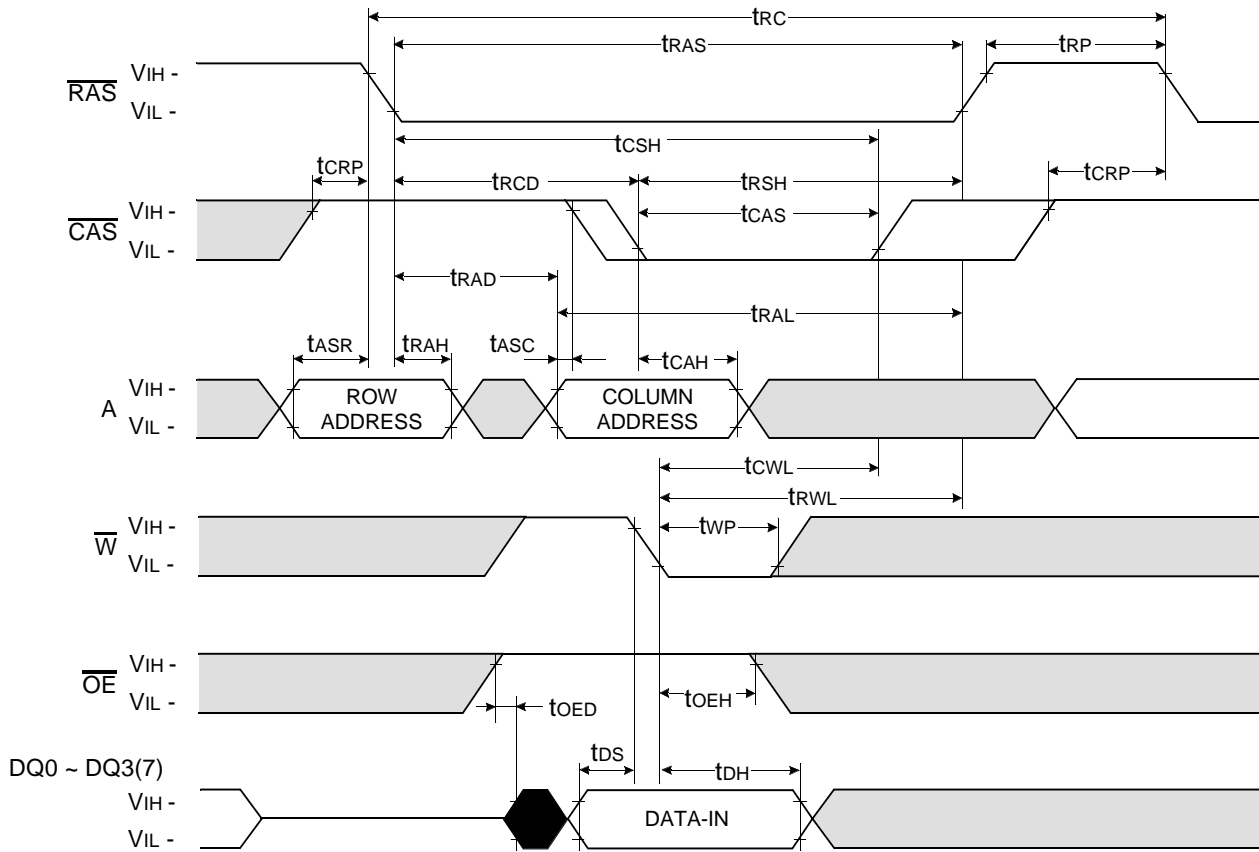 tRC
tRAS
tRP
RAS
VIH -
VIL -
tCSH
tCRP
tRCD
tRSH
tCRP
CAS
VIH -
VIL -
tCAS
tRAD
tRAL
tASR
tRAH
tASC
tCAH
A
VIH -
VIL -
ROW
ADDRESS
COLUMN
ADDRESS
tCWL
tRWL
W
VIH -
VIL -
tWP
OE
VIH -
VIL -
tOED
tOEH
DQ0 ~ DQ3(7)
tDS
tDH
VIH -
VIL -
DATA-IN